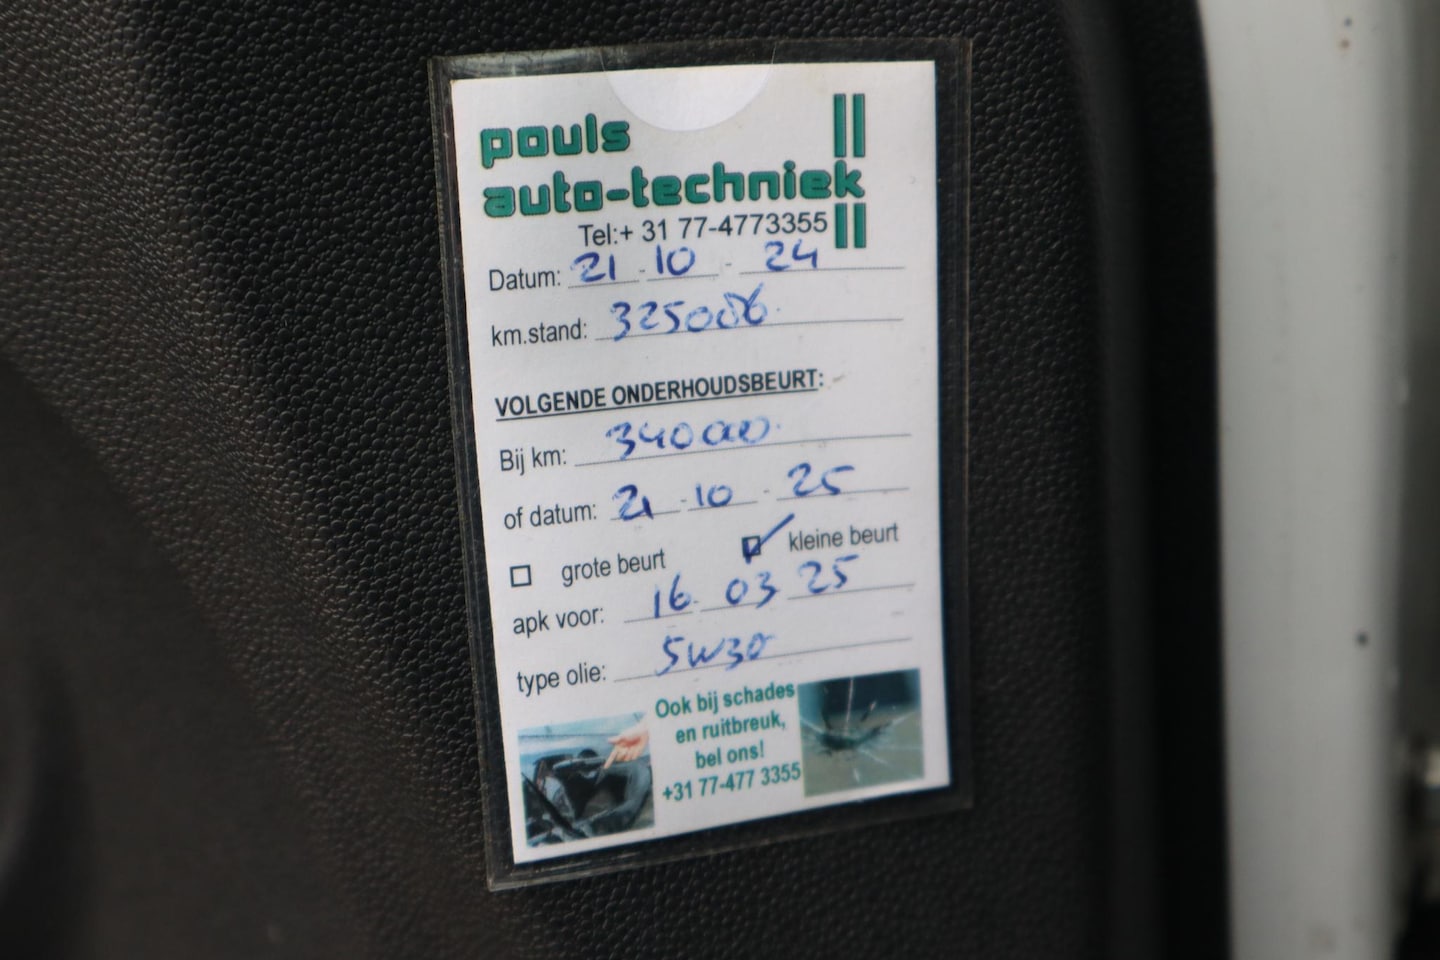 pouls
auto-techniek
Tel:+ 31 77-4773355
Datum: 21 - 10 - 24
km.stand: 325006
VOLGENDE ONDERHOUDSBEURT:
Bij km: 340000
of datum: 21 - 10 - 25
grote beurt kleine beurt
apk voor: 16 03 25
type olie: 5W30
Ook bij schades
en ruitbreuk,
bel ons!
+31 77-477 3355